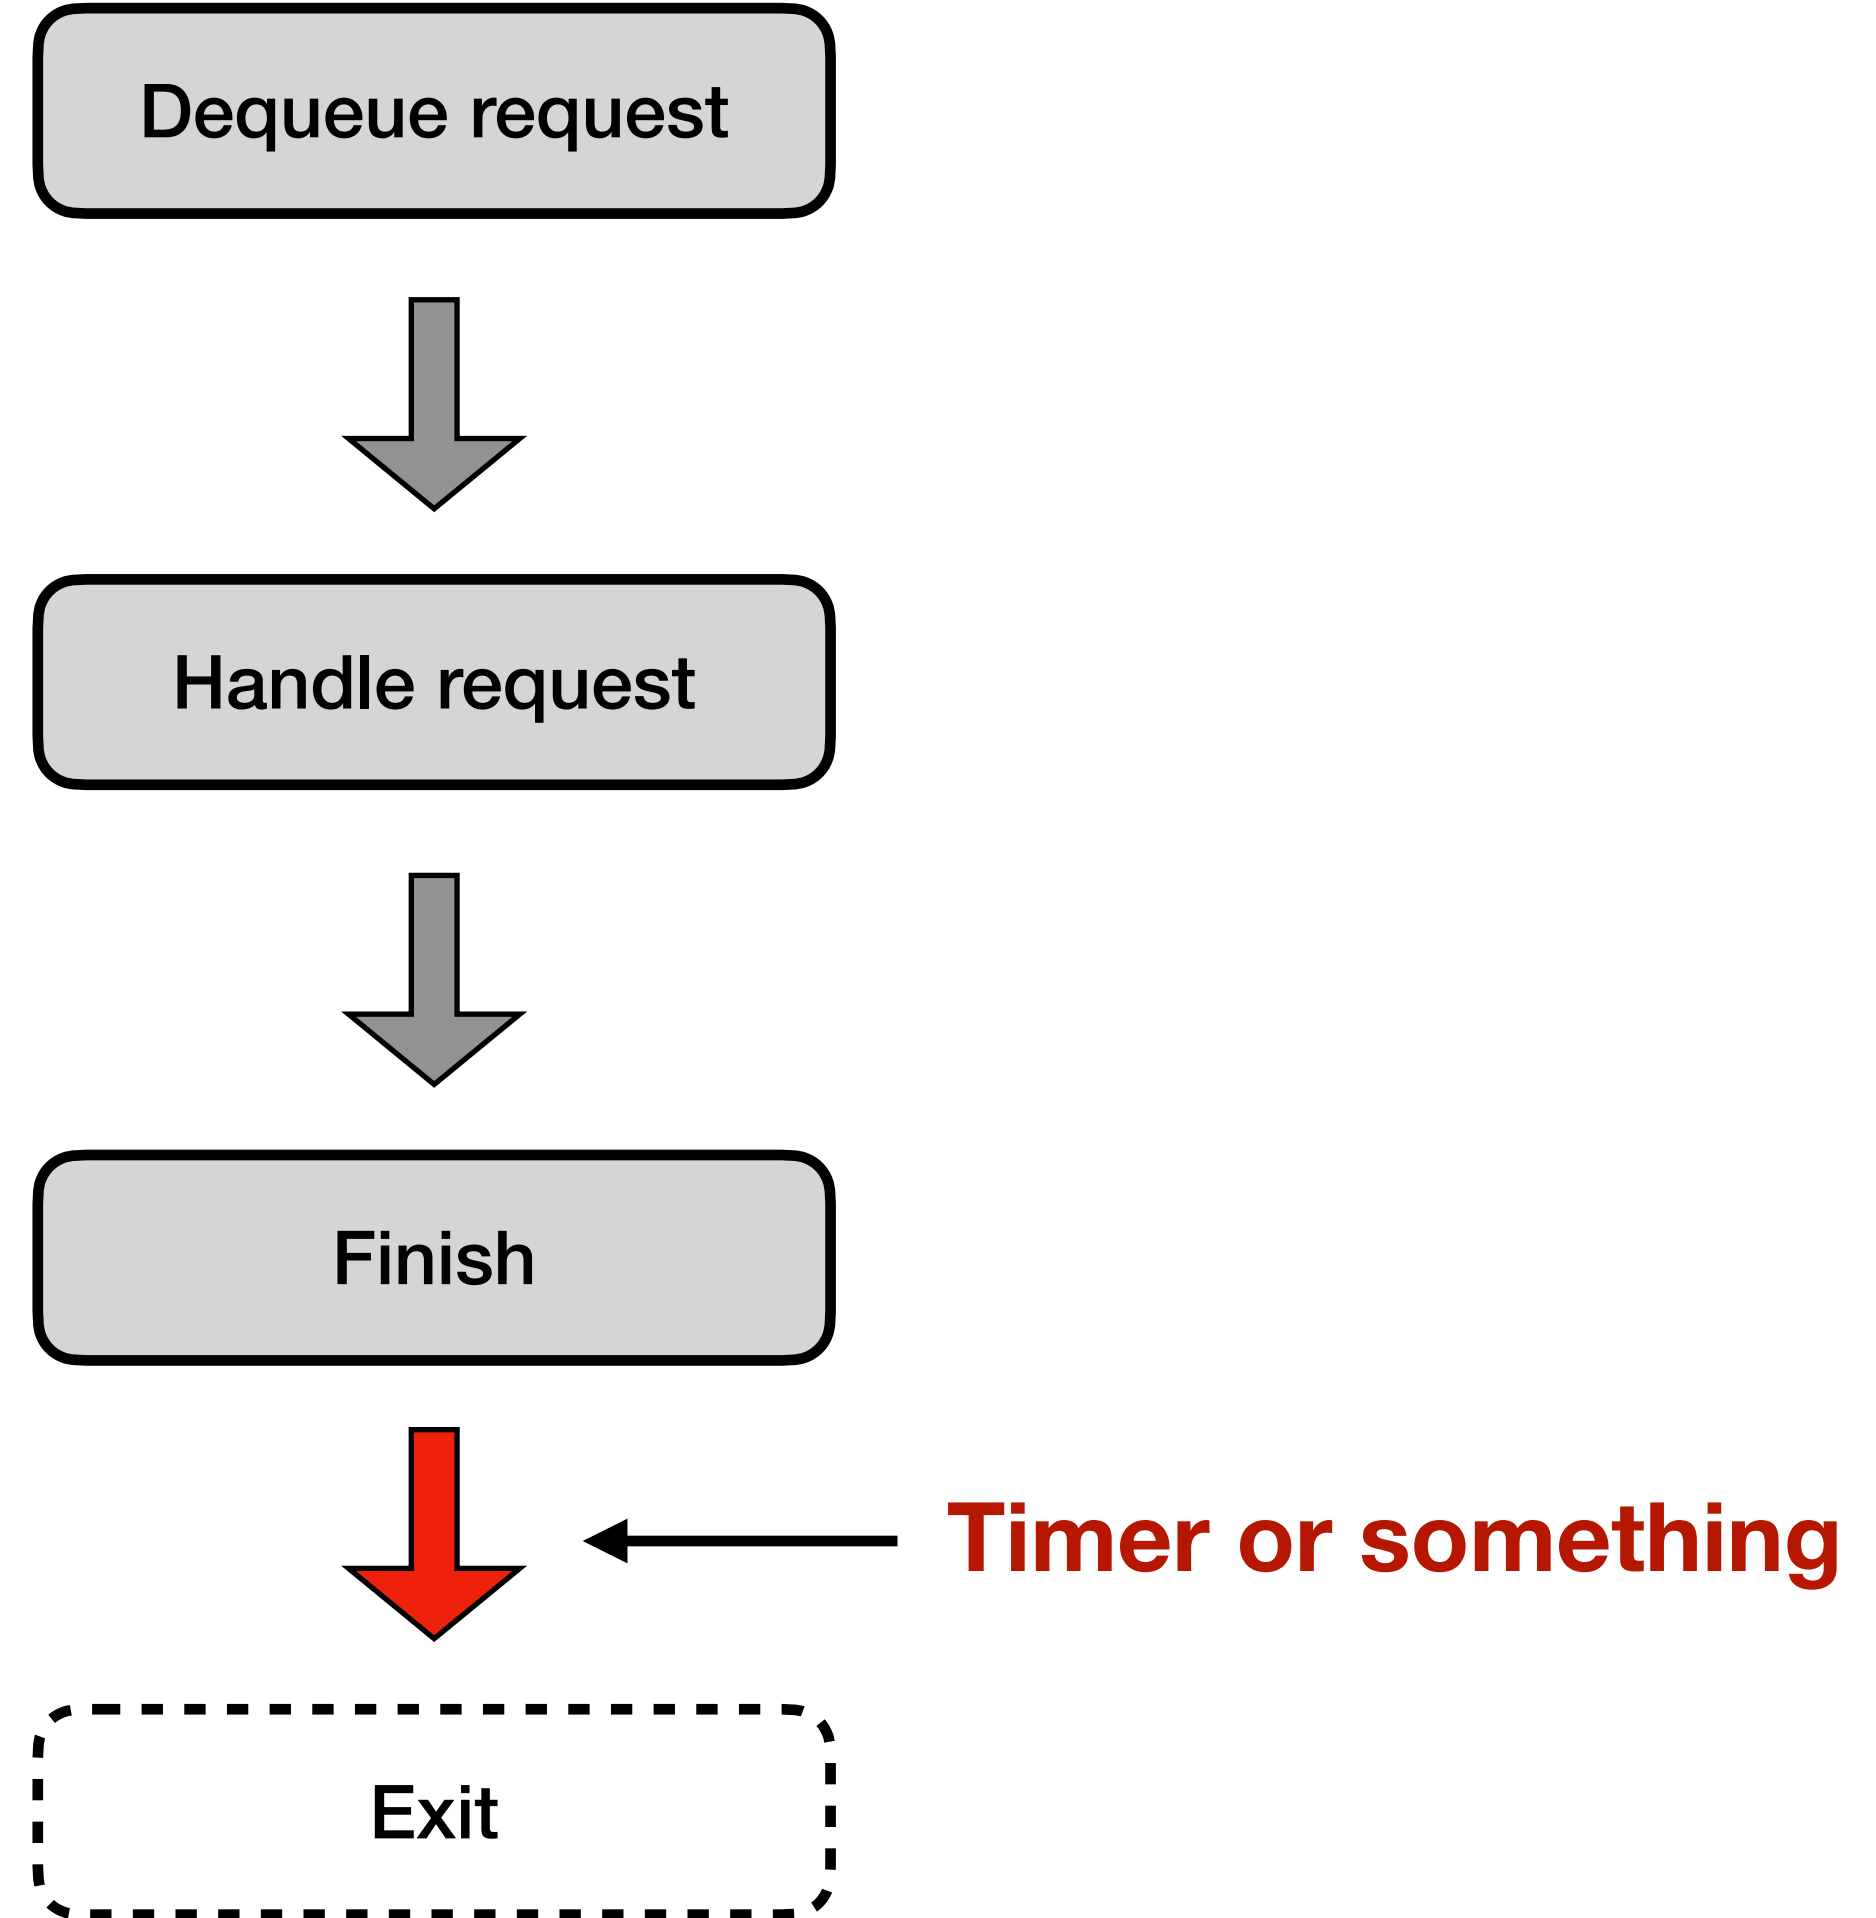 Dequeue request
Handle request
Finish
Timer or something
Exit